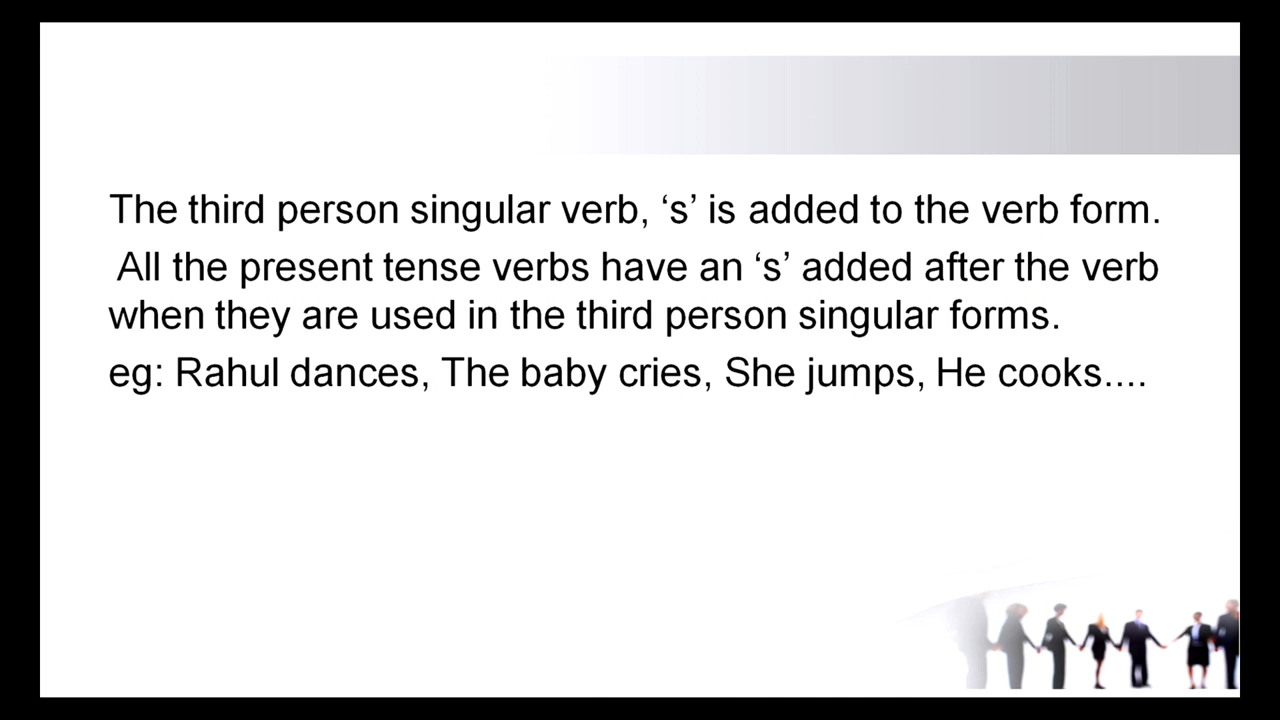 The third person singular verb, ‘s’ is added to the verb form.
All the present tense verbs have an ‘s’ added after the verb
when they are used in the third person singular forms.
eg: Rahul dances, The baby cries, She jumps, He cooks....